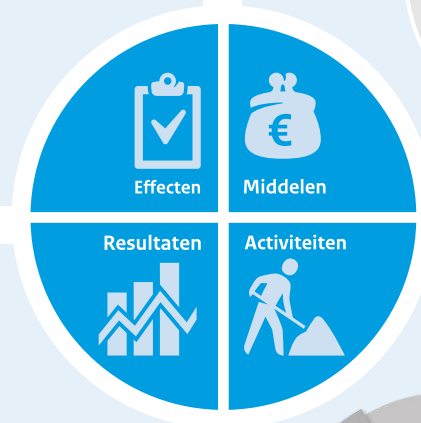 €
Effecten
Middelen
Resultaten
Activiteiten